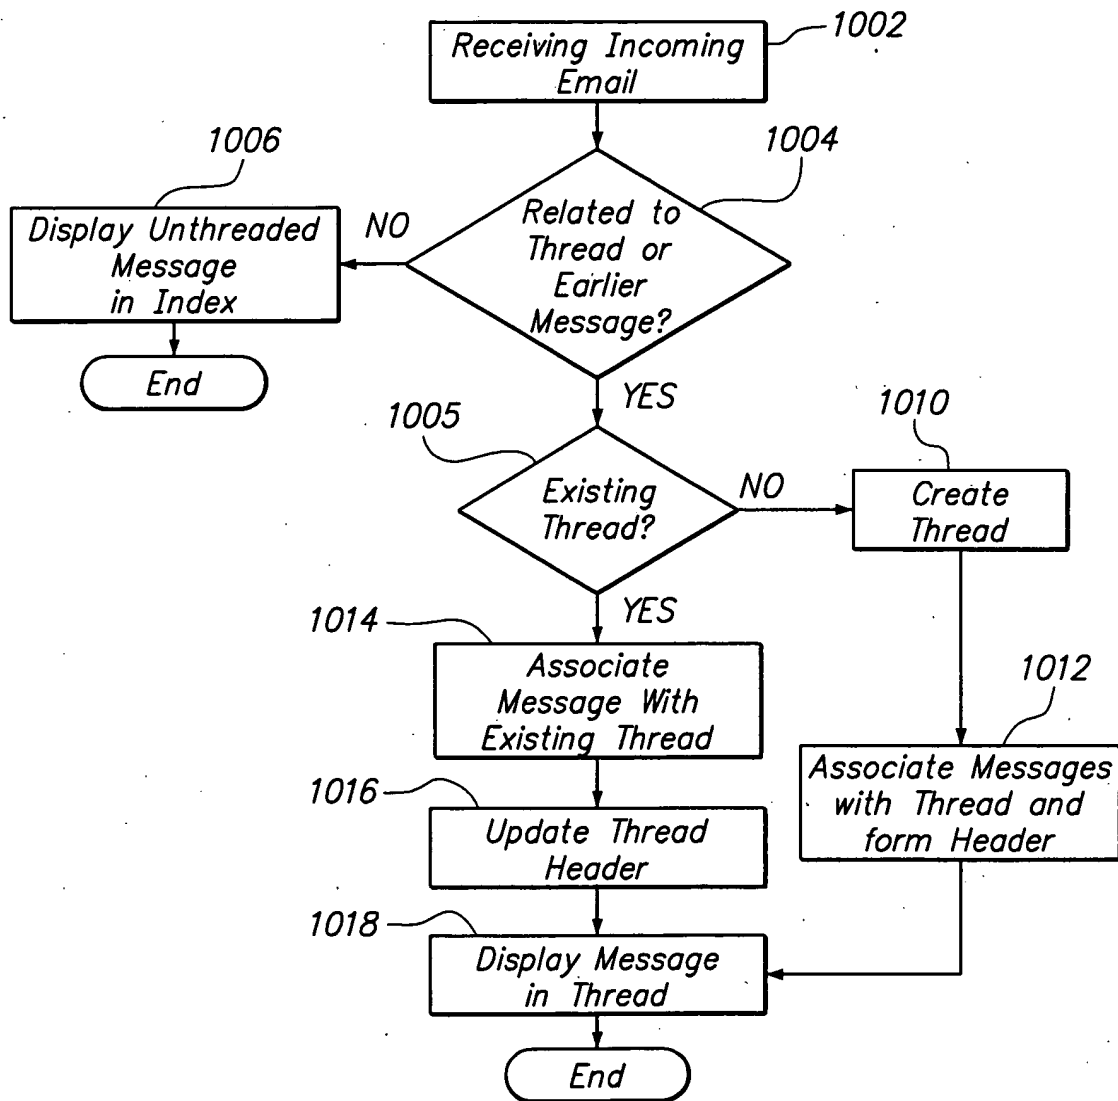 1002
Receiving Incoming
Email
1004
1006
Related to
Thread or
Earlier
Message?
NO
Display Unthreaded
Message
in Index
End
YES
1005
Existing
Thread?
NO
1010
Create
Thread
YES
1014
Associate
Message With
Existing Thread
1012
Associate Messages
with Thread and
form Header
1016
Update Thread
Header
1018
Display Message
in Thread
End